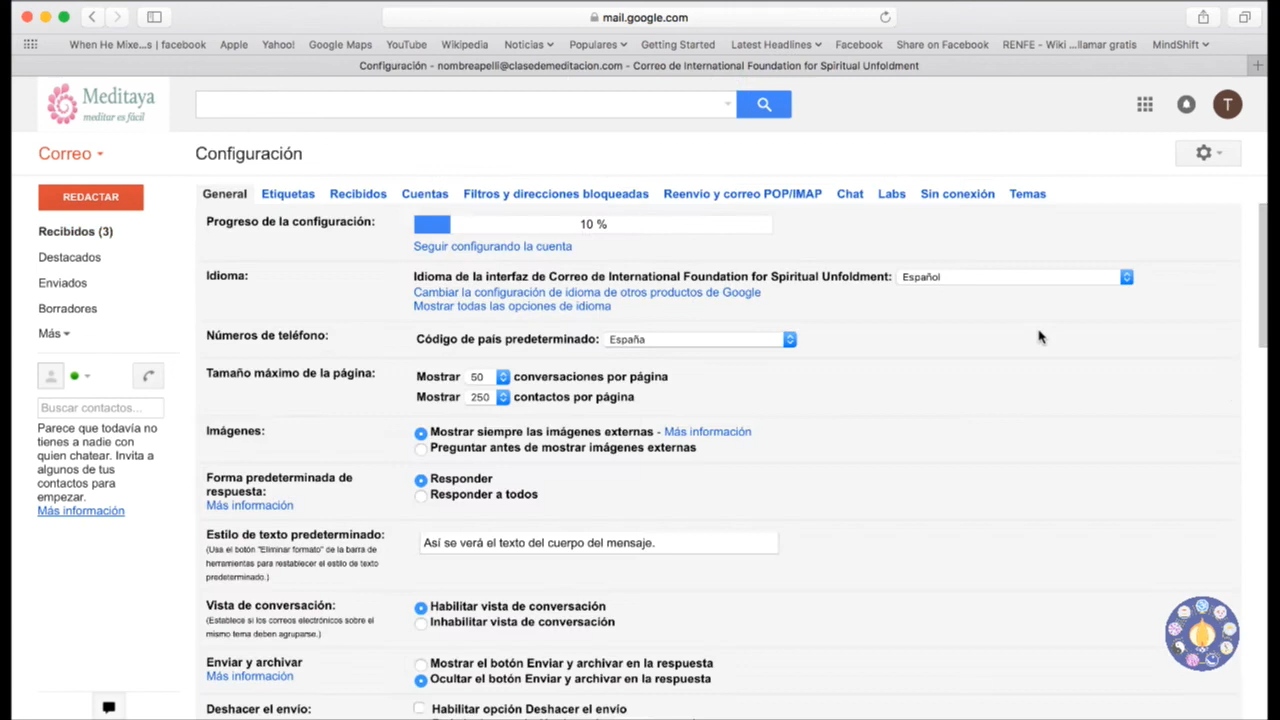 mail.google.com
When He Mixe...s | facebook Apple Yahoo! Google Maps YouTube Wikipedia Noticias Populares Getting Started Latest Headlines Facebook Share on Facebook RENFE - Wiki ...llamar gratis MindShift
Configuración - nombreapelli@clasedemeditacion.com - Correo de International Foundation for Spiritual Unfoldment
Meditaya
meditar es fácil
T
Correo
Configuración
REDACTAR
Recibidos (3)
Destacados
Enviados
Borradores
Más
Buscar contactos...
Parece que todavía no
tienes a nadie con
quien chatear. Invita a
algunos de tus
contactos para
empezar.
Más información
General Etiquetas Recibidos Cuentas Filtros y direcciones bloqueadas Reenvío y correo POP/IMAP Chat Labs Sin conexión Temas
Progreso de la configuración: 10 %
Seguir configurando la cuenta
Idioma: Idioma de la interfaz de Correo de International Foundation for Spiritual Unfoldment: Español
Cambiar la configuración de idioma de otros productos de Google
Mostrar todas las opciones de idioma
Números de teléfono: Código de país predeterminado: España
Tamaño máximo de la página: Mostrar 50 conversaciones por página
Mostrar 250 contactos por página
Imágenes: Mostrar siempre las imágenes externas - Más información
Preguntar antes de mostrar imágenes externas
Forma predeterminada de
respuesta:
Más información
Responder
Responder a todos
Estilo de texto predeterminado:
(Usa el botón "Eliminar formato" de la barra de
herramientas para restablecer el estilo de texto
predeterminado.)
Así se verá el texto del cuerpo del mensaje.
Vista de conversación:
(Establece si los correos electrónicos sobre el
mismo tema deben agruparse.)
Habilitar vista de conversación
Inhabilitar vista de conversación
Enviar y archivar
Más información
Mostrar el botón Enviar y archivar en la respuesta
Ocultar el botón Enviar y archivar en la respuesta
Deshacer el envío: Habilitar opción Deshacer el envío